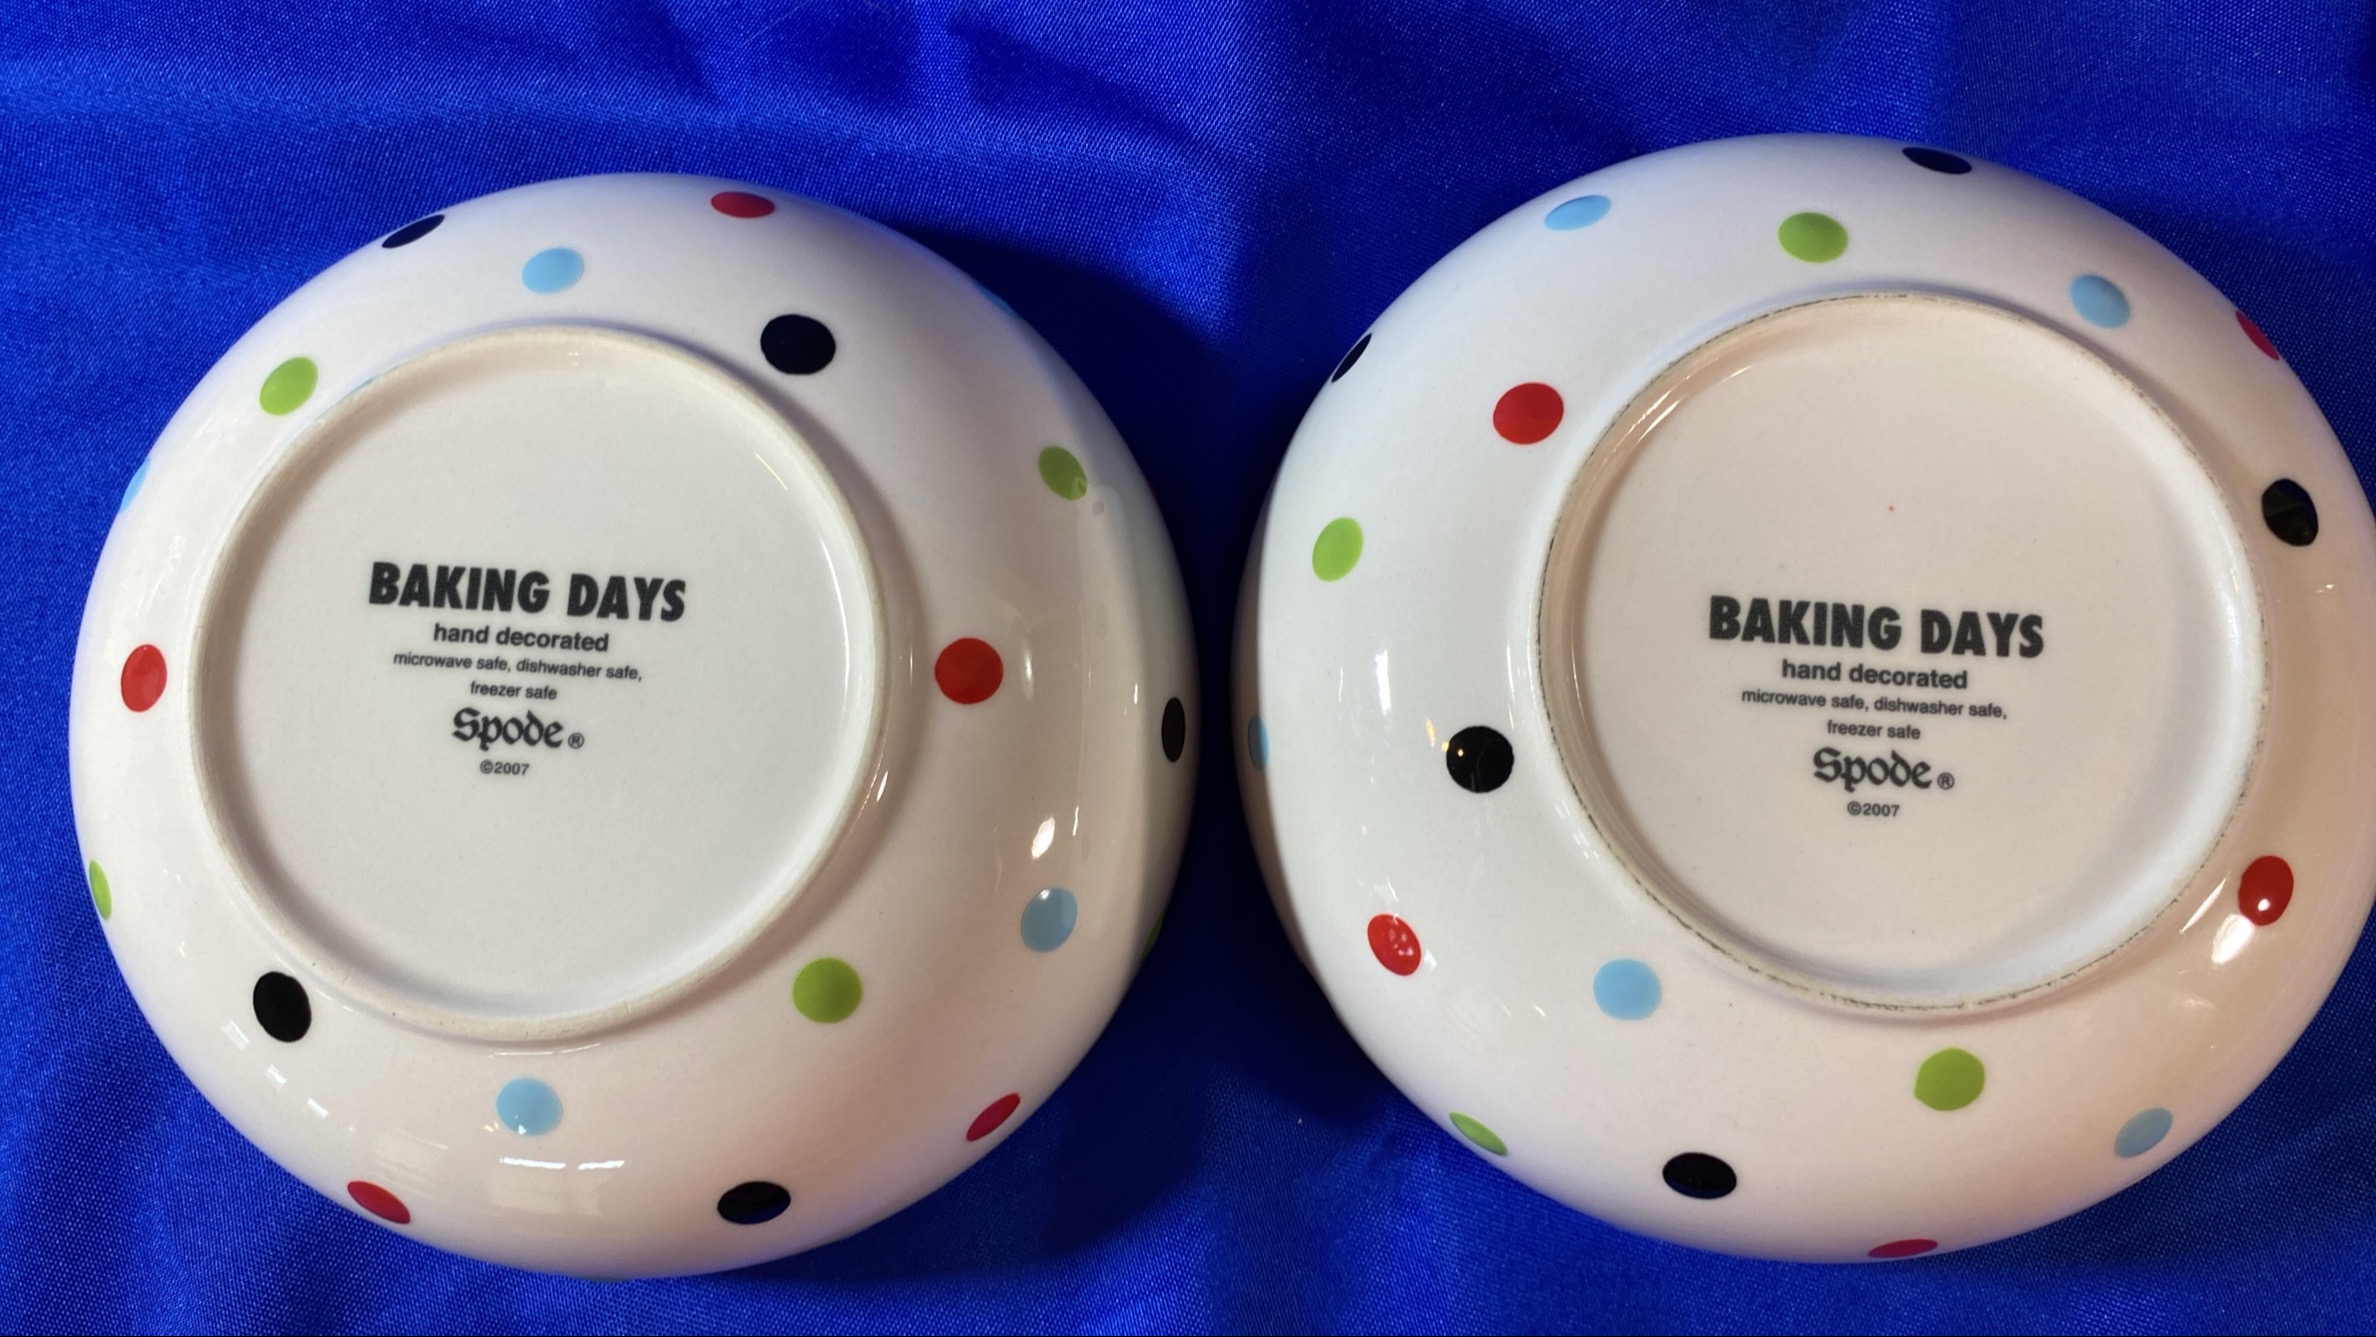 BAKING DAYS
hand decorated
microwave safe, dishwasher safe,
freezer safe
Spode ®
©2007
BAKING DAYS
hand decorated
microwave safe, dishwasher safe,
freezer safe
Spode ®
©2007